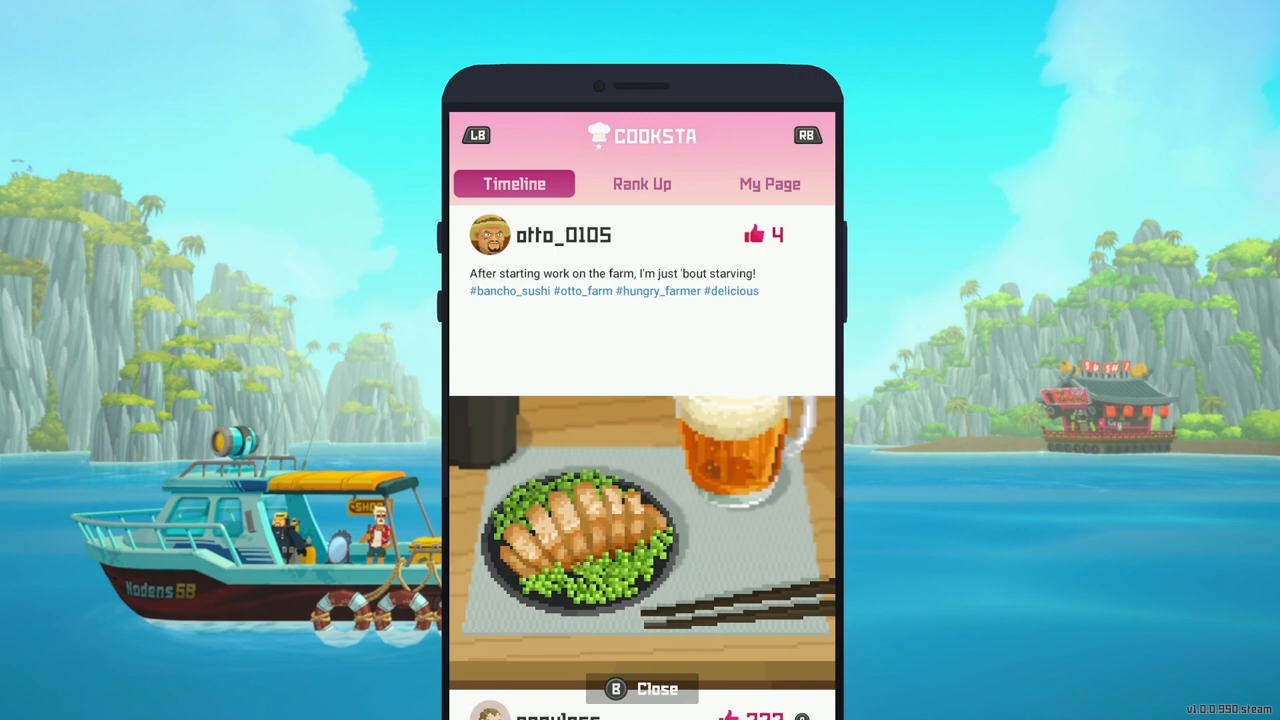 LB
COOKSTA
RB
Timeline
Rank Up
My Page
otto_0105
4
After starting work on the farm, I'm just 'bout starving!
#bancho_sushi #otto_farm #hungry_farmer #delicious
SUSHI
SHOP
Nodens 68
B Close
v1.0.0.990.steam